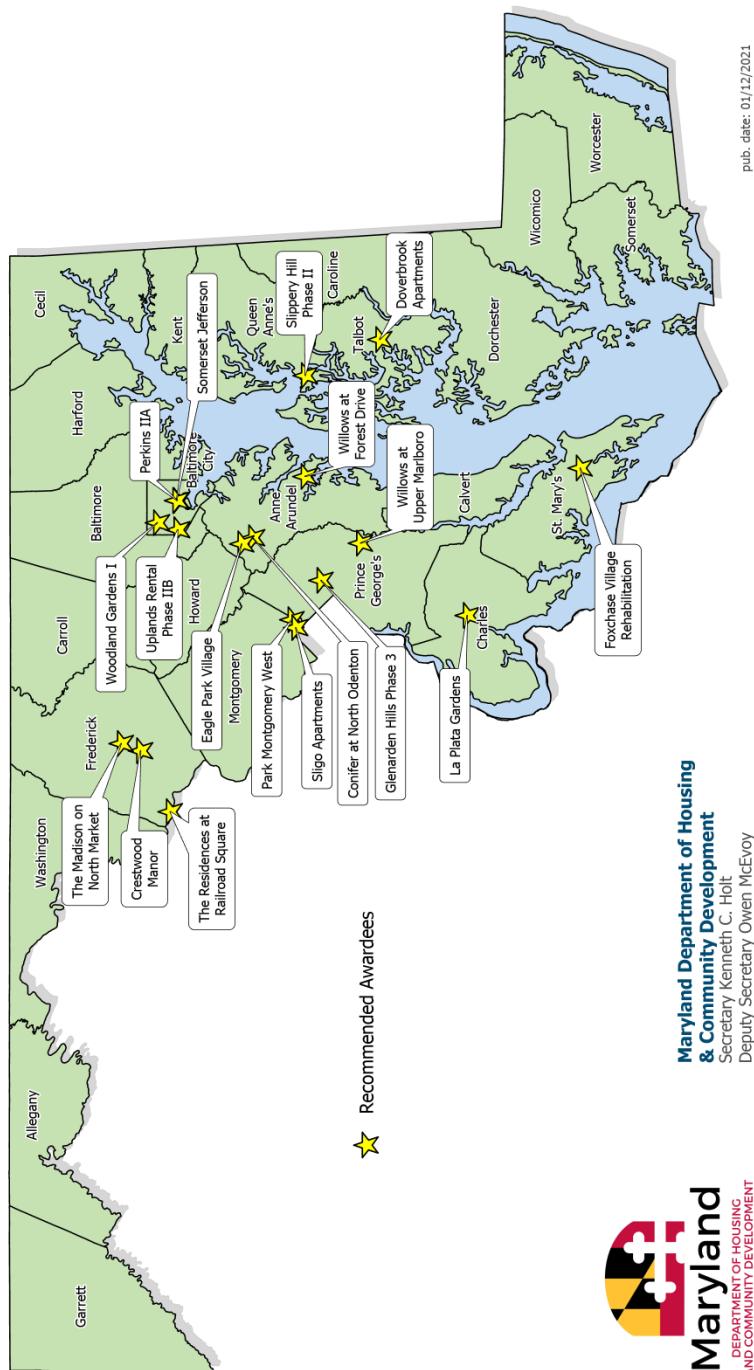 Garrett
Allegany
Washington
Frederick
Carroll
Baltimore
Harford
Cecil
Kent
Queen
Anne's
Caroline
Talbot
Dorchester
Wicomico
Worcester
Somerset
Baltimore
City
Howard
Montgomery
Anne
Arundel
Prince
George's
Calvert
Charles
St. Mary's
The Madison on
North Market
Crestwood
Manor
The Residences at
Railroad Square
Woodland Gardens I
Uplands Rental
Phase IIB
Perkins IIA
Somerset Jefferson
Eagle Park Village
Park Montgomery West
Sligo Apartments
Conifer at North Odenton
Glenarden Hills Phase 3
Slippery Hill
Phase II
Doverbrook
Apartments
Willows at
Forest Drive
Willows at
Upper Marlboro
La Plata Gardens
Foxchase Village
Rehabilitation
Recommended Awardees
Maryland
DEPARTMENT OF HOUSING
ND COMMUNITY DEVELOPMENT
Maryland Department of Housing
& Community Development
Secretary Kenneth C. Holt
Deputy Secretary Owen McEvoy
pub. date: 01/12/2021